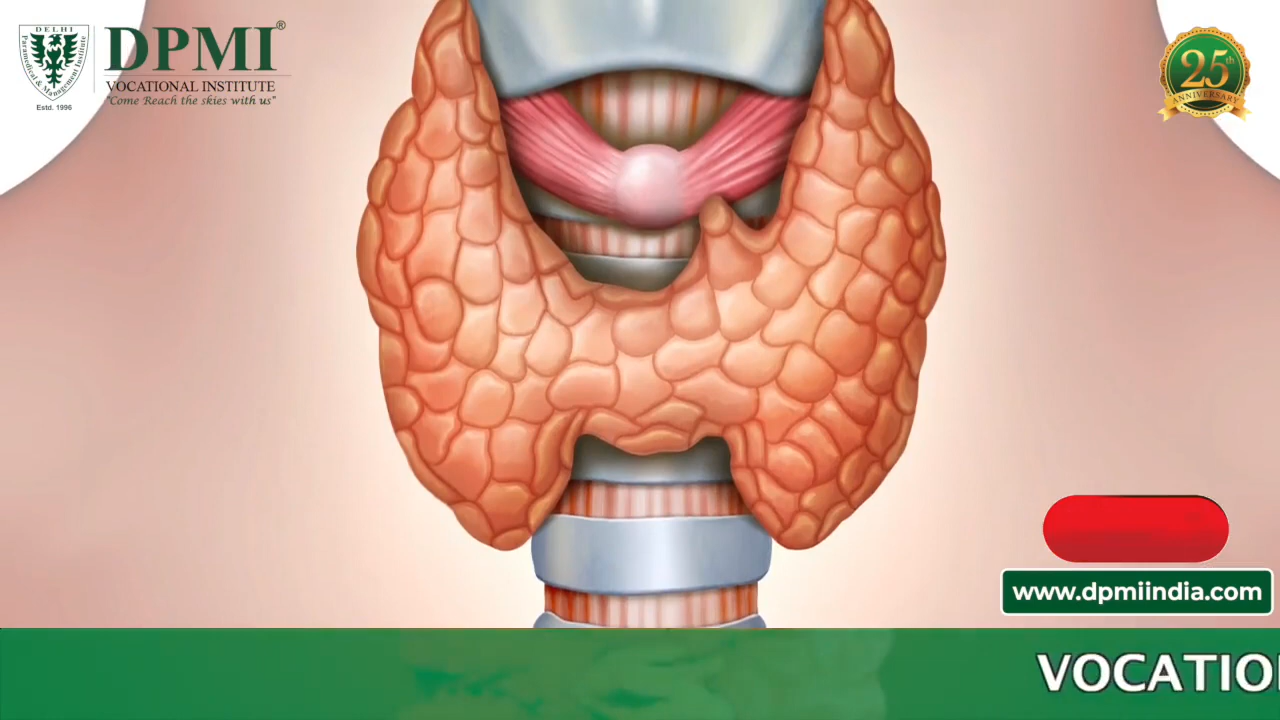 DELHI
Paramedical & Management Institute
Estd. 1996
DPMI®
VOCATIONAL INSTITUTE
"Come Reach the skies with us"
25th
ANNIVERSARY
www.dpmiindia.com
VOCATIO